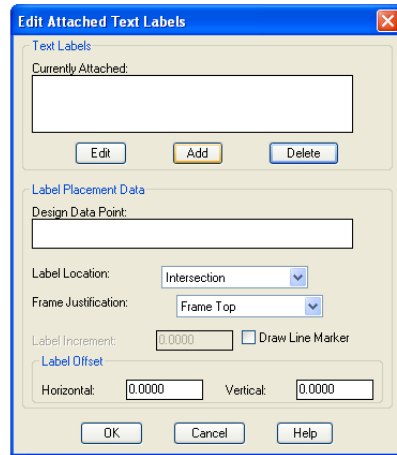 Edit Attached Text Labels
Text Labels
Currently Attached:
Edit Add Delete
Label Placement Data
Design Data Point:
Label Location: Intersection
Frame Justification: Frame Top
Label Increment: 0.0000 Draw Line Marker
Label Offset
Horizontal: 0.0000 Vertical: 0.0000
OK Cancel Help